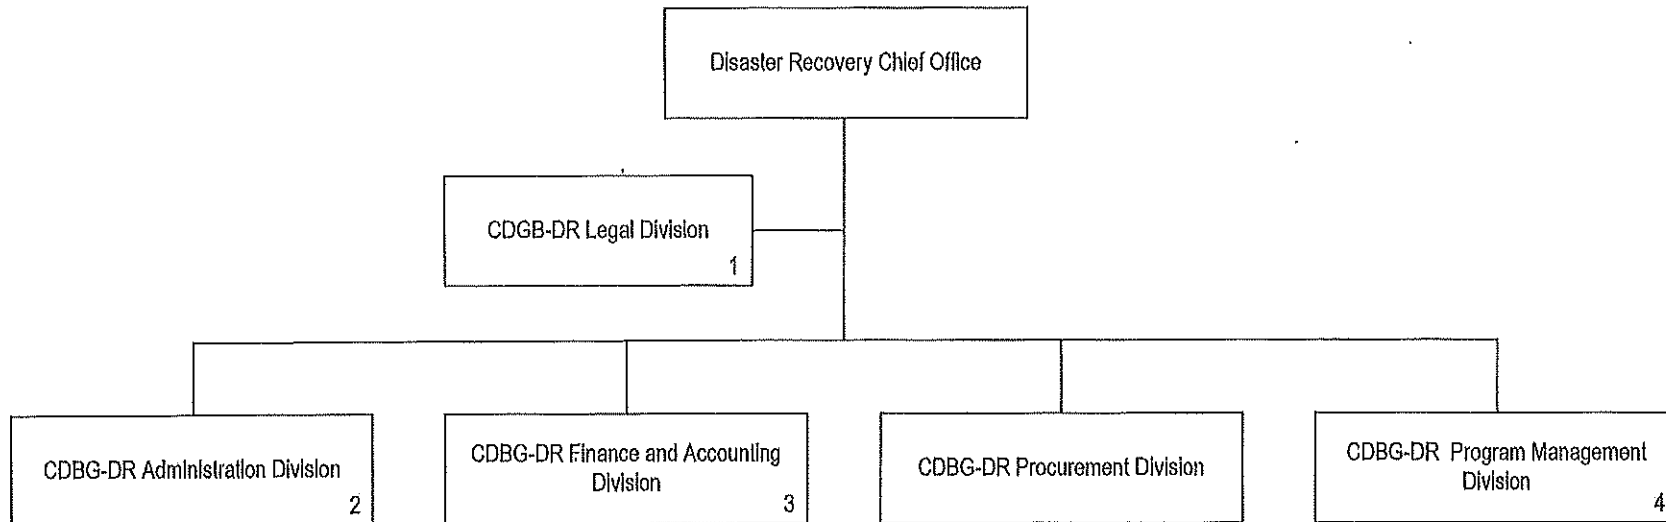 Disaster Recovery Chief Office
CDGB-DR Legal Division
1
CDBG-DR Administration Division
2
CDBG-DR Finance and Accounting
Division
3
CDBG-DR Procurement Division
CDBG-DR Program Management
Division
4